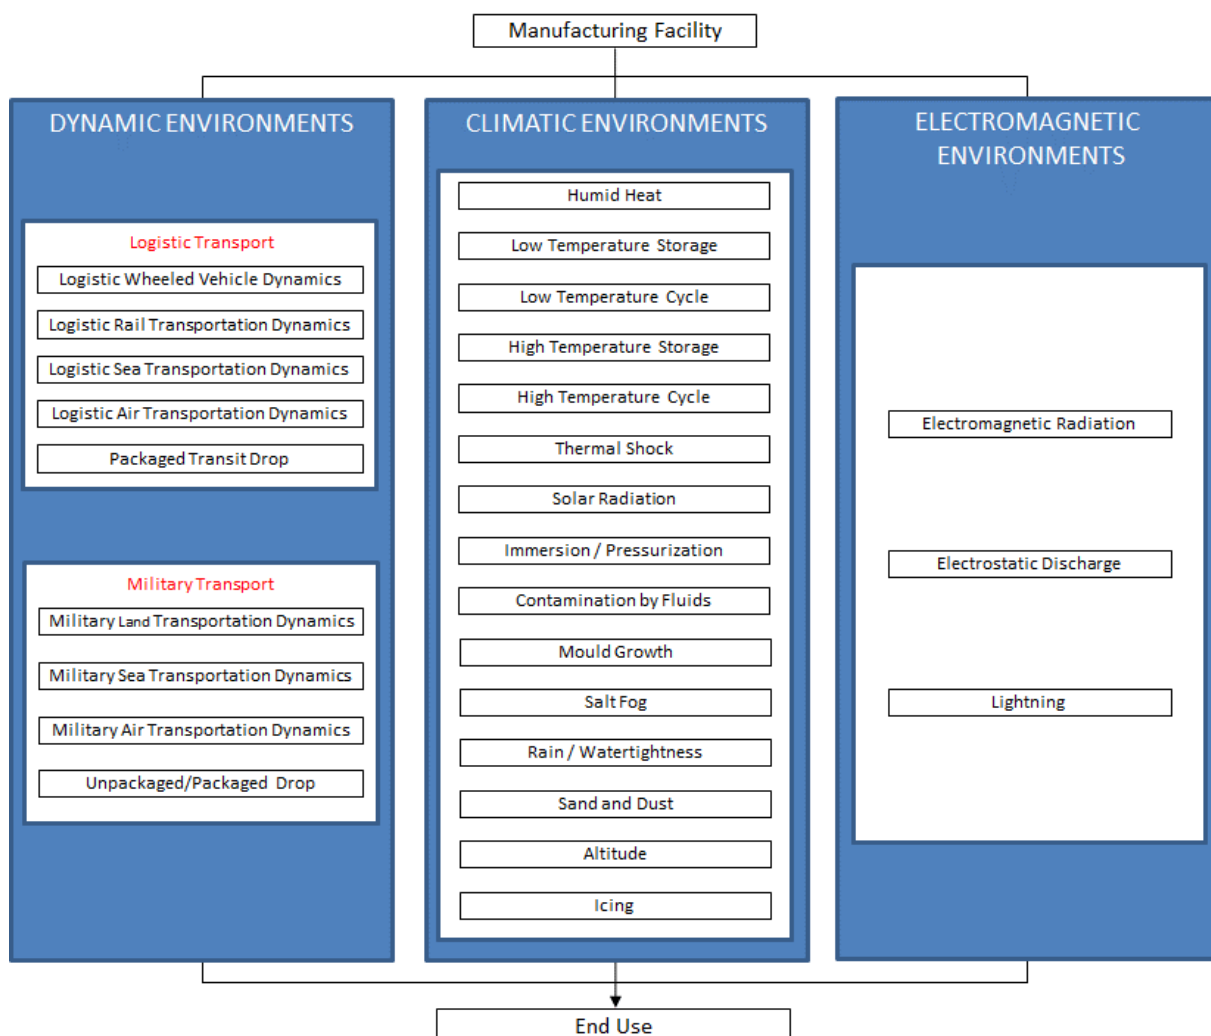 Manufacturing Facility
DYNAMIC ENVIRONMENTS
Logistic Transport
Logistic Wheeled Vehicle Dynamics
Logistic Rail Transportation Dynamics
Logistic Sea Transportation Dynamics
Logistic Air Transportation Dynamics
Packaged Transit Drop
Military Transport
Military Land Transportation Dynamics
Military Sea Transportation Dynamics
Military Air Transportation Dynamics
Unpackaged/Packaged Drop
CLIMATIC ENVIRONMENTS
Humid Heat
Low Temperature Storage
Low Temperature Cycle
High Temperature Storage
High Temperature Cycle
Thermal Shock
Solar Radiation
Immersion / Pressurization
Contamination by Fluids
Mould Growth
Salt Fog
Rain / Watertightness
Sand and Dust
Altitude
Icing
ELECTROMAGNETIC
ENVIRONMENTS
Electromagnetic Radiation
Electrostatic Discharge
Lightning
End Use